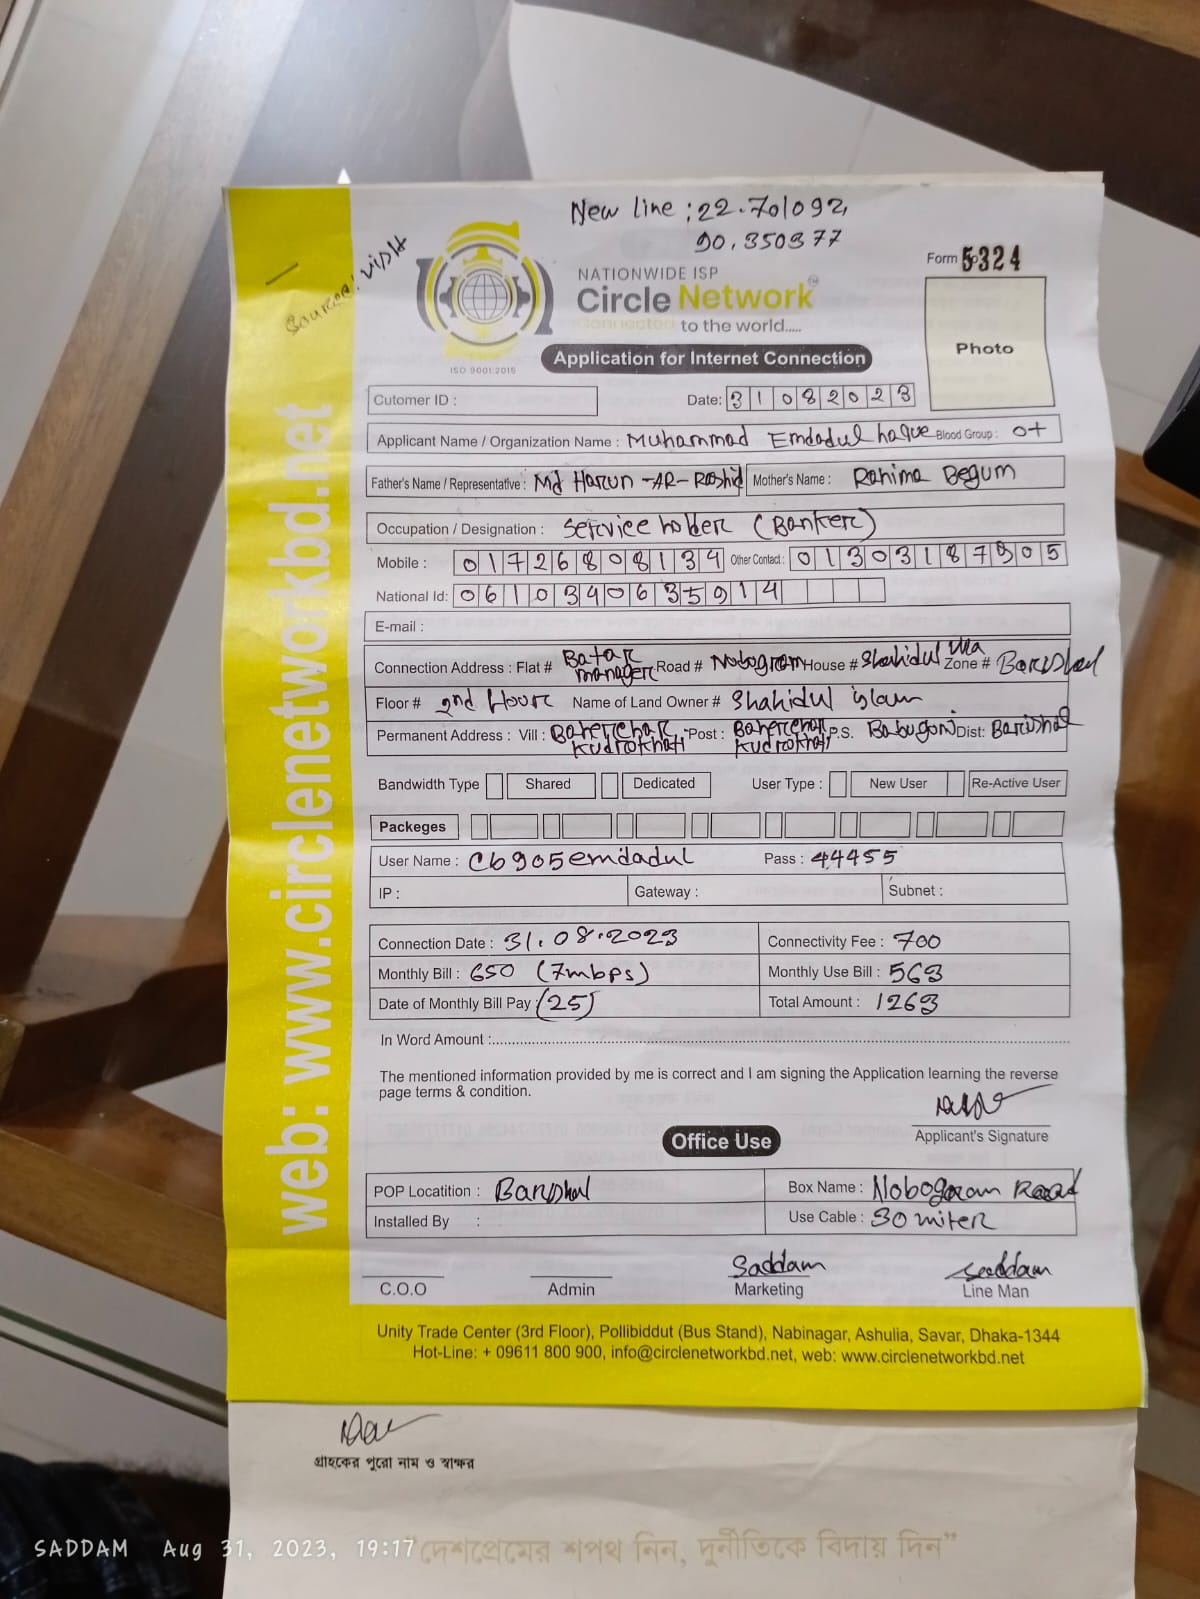 New line : 22.701092,
90.350377
Source: visit
Form 5324
NATIONWIDE ISP
Circle Network TM
Connected to the world.....
ISO 9001:2015
Application for Internet Connection
Photo
Cutomer ID :
Date: 31082023
Applicant Name / Organization Name : Muhammad Emdadul haque Blood Group : O+
Father's Name / Representative : Md Harun -AR- Rashid Mother's Name : Rahima Begum
Occupation / Designation : Service holder (Banker)
Mobile : 01726808134 Other Contact : 01303187905
National Id: 0610340635914
E-mail :
Connection Address : Flat # Batar manager Road # Nobogram House # Shahidul Villa Zone # Barishal
Floor # 2nd Floor Name of Land Owner # Shahidul islam
Permanent Address : Vill : Baherchar Kudrokhati Post : Baherchar Kudrokhati P.S. Babugonj Dist: Barishal
Bandwidth Type Shared Dedicated User Type : New User Re-Active User
Packeges
User Name : Cb905emdadul Pass : 44455
IP : Gateway : Subnet :
Connection Date : 31.08.2023 Connectivity Fee : 700
Monthly Bill : 650 (7mbps) Monthly Use Bill : 563
Date of Monthly Bill Pay : (25) Total Amount : 1263
In Word Amount :
The mentioned information provided by me is correct and I am signing the Application learning the reverse
page terms & condition.
Applicant's Signature
Office Use
POP Locatition : Barishal Box Name : Nobogram Road
Installed By : Use Cable : 30 miter
Saddam saddam
C.O.O Admin Marketing Line Man
Unity Trade Center (3rd Floor), Pollibiddut (Bus Stand), Nabinagar, Ashulia, Savar, Dhaka-1344
Hot-Line: + 09611 800 900, info@circlenetworkbd.net, web: www.circlenetworkbd.net
web: www.circlenetworkbd.net
গ্রাহকের পুরো নাম ও স্বাক্ষর
"দেশপ্রেমের শপথ নিন, দুর্নীতিকে বিদায় দিন"
SADDAM Aug 31, 2023, 19:17